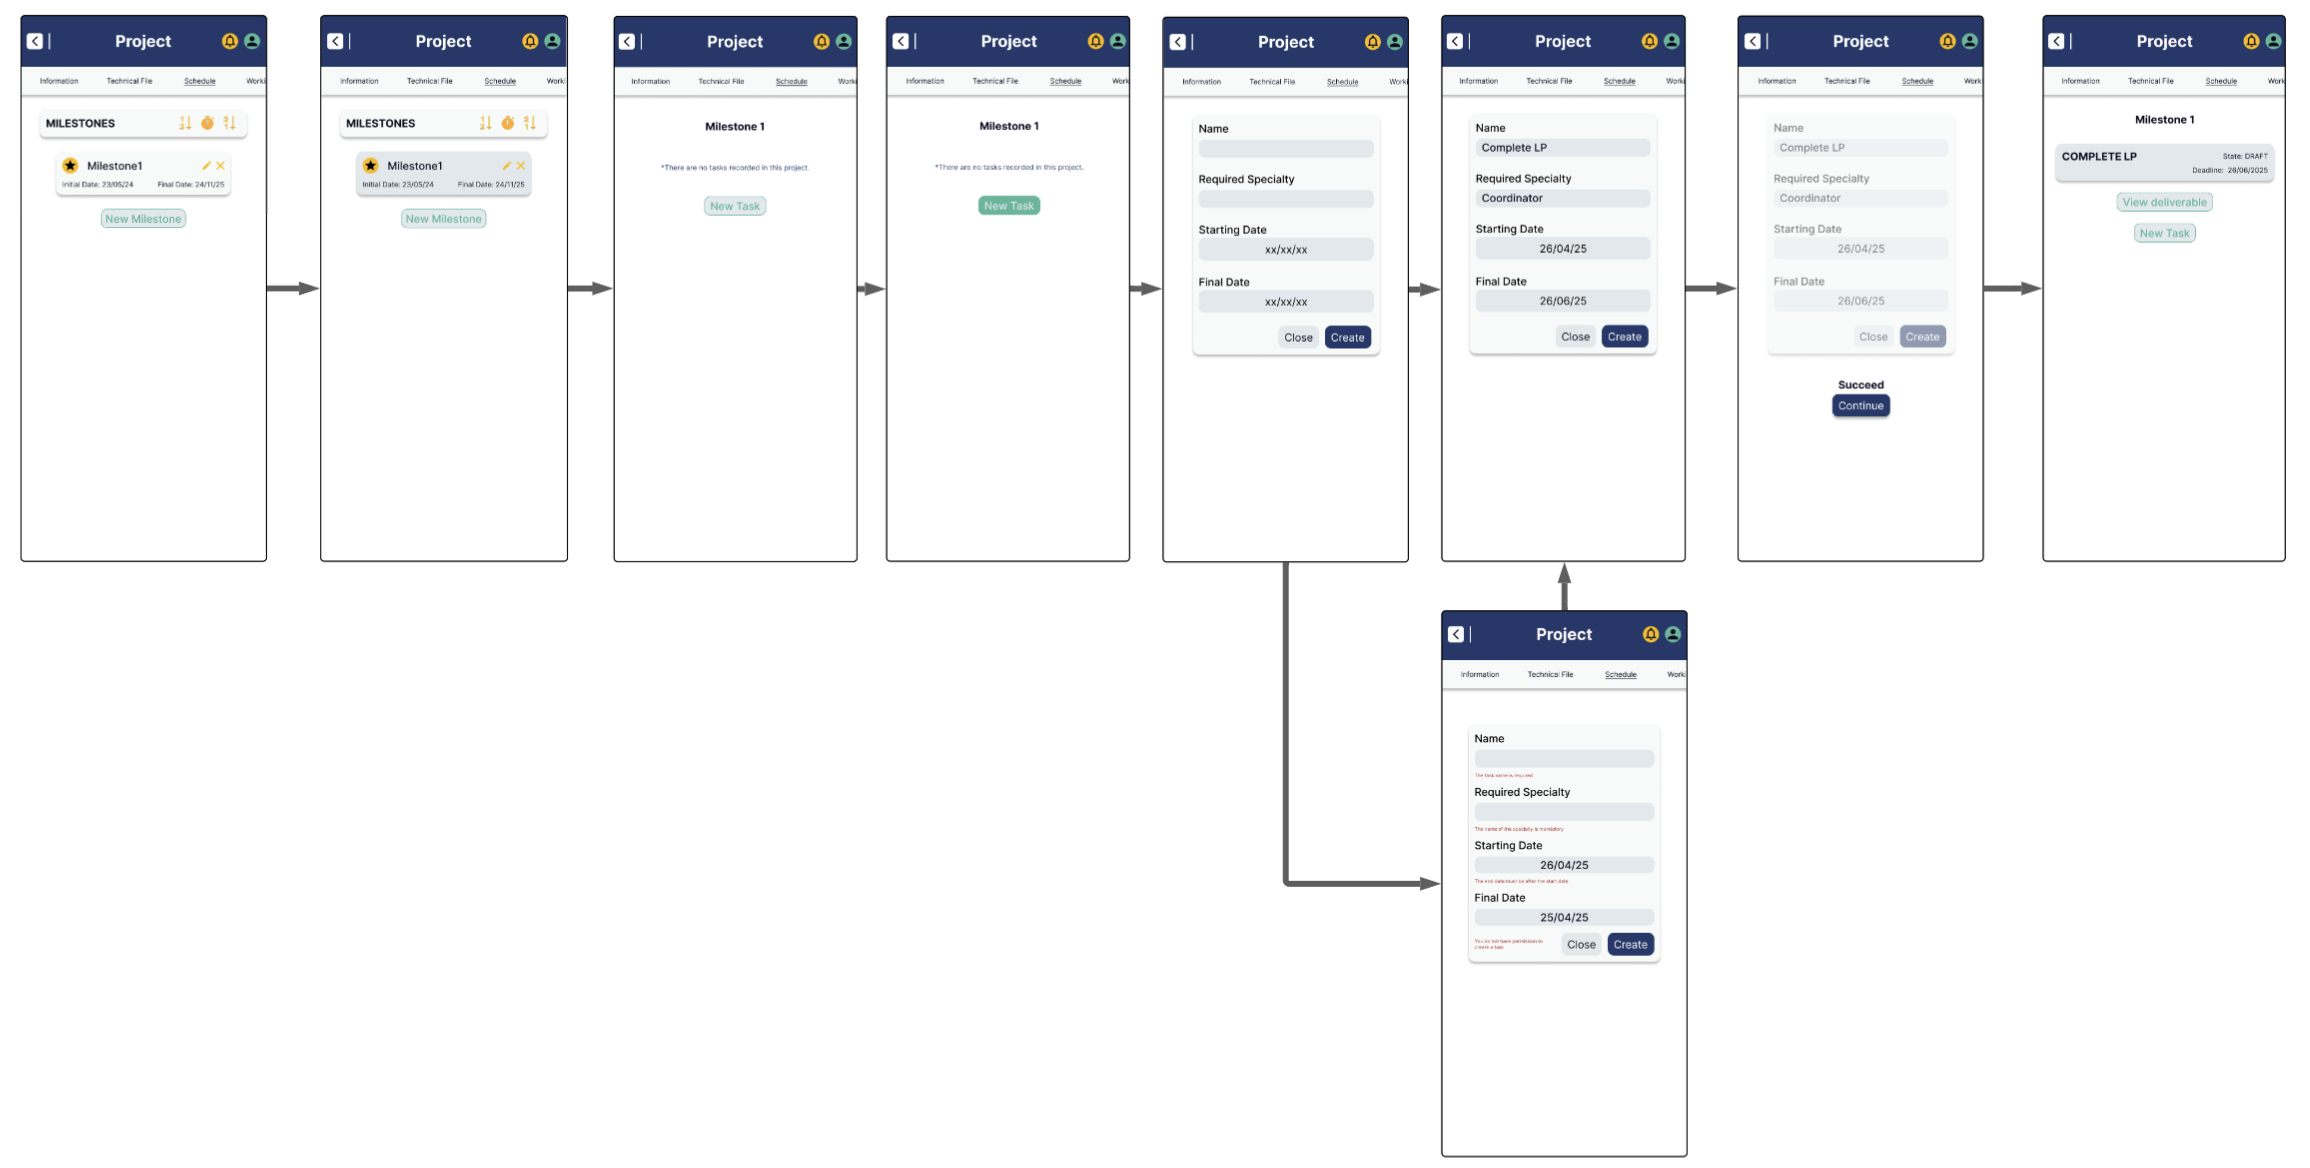 Project
Information Technical File Schedule Worki
MILESTONES
Milestone1
Initial Date: 23/05/24 Final Date: 24/11/25
New Milestone
Project
Information Technical File Schedule Worki
MILESTONES
Milestone1
Initial Date: 23/05/24 Final Date: 24/11/25
New Milestone
Project
Information Technical File Schedule Worki
Milestone 1
*There are no tasks recorded in this project.
New Task
Project
Information Technical File Schedule Work
Milestone 1
*There are no tasks recorded in this project.
New Task
Project
Information Technical File Schedule Worki
Name
Required Specialty
Starting Date
xx/xx/xx
Final Date
xx/xx/xx
Close Create
Project
Information Technical File Schedule Worki
Name
Complete LP
Required Specialty
Coordinator
Starting Date
26/04/25
Final Date
26/06/25
Close Create
Project
Information Technical File Schedule Work
Name
Complete LP
Required Specialty
Coordinator
Starting Date
26/04/25
Final Date
26/06/25
Close Create
Succeed
Continue
Project
Information Technical File Schedule Work
Milestone 1
COMPLETE LP State: DRAFT
Deadline: 26/06/2025
View deliverable
New Task
Project
Information Technical File Schedule Worki
Name
The task name is required
Required Specialty
The name of the specialty is mandatory
Starting Date
26/04/25
The end date must be after the start date
Final Date
25/04/25
You do not have permission to
create a task
Close Create